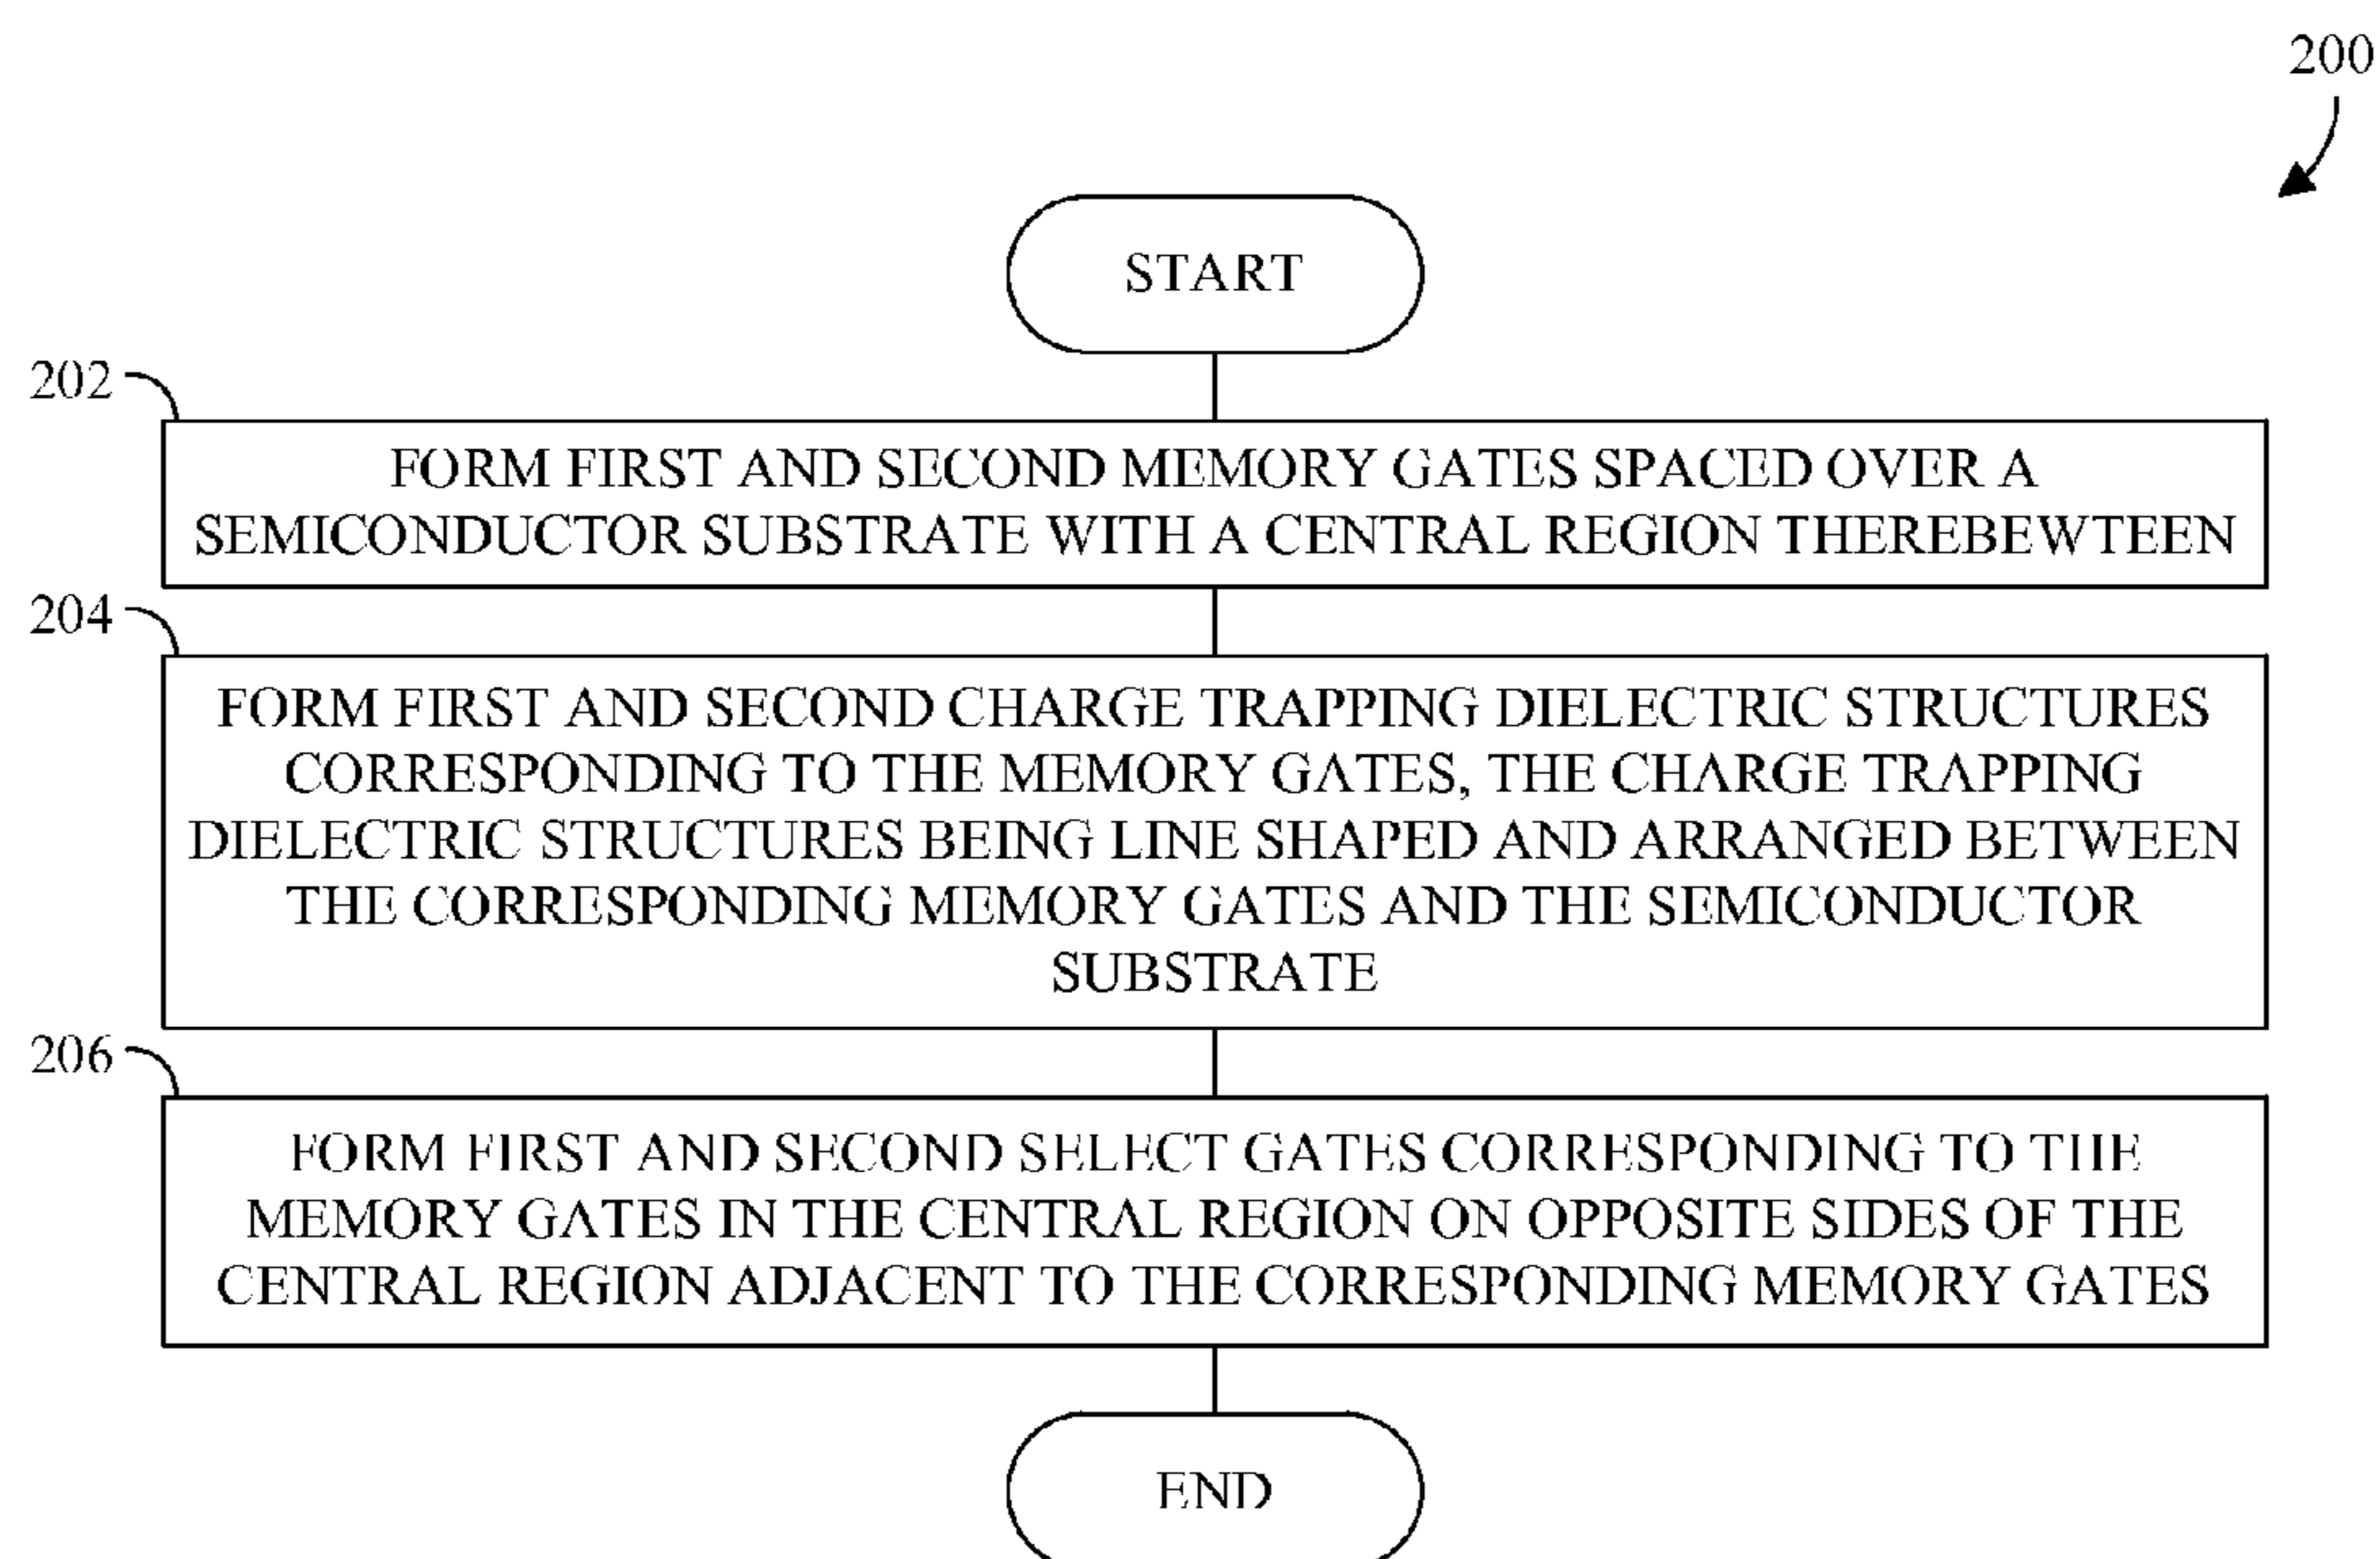 200
START
202
FORM FIRST AND SECOND MEMORY GATES SPACED OVER A
SEMICONDUCTOR SUBSTRATE WITH A CENTRAL REGION THEREBEWTEEN
204
FORM FIRST AND SECOND CHARGE TRAPPING DIELECTRIC STRUCTURES
CORRESPONDING TO THE MEMORY GATES, THE CHARGE TRAPPING
DIELECTRIC STRUCTURES BEING LINE SHAPED AND ARRANGED BETWEEN
THE CORRESPONDING MEMORY GATES AND THE SEMICONDUCTOR
SUBSTRATE
206
FORM FIRST AND SECOND SELECT GATES CORRESPONDING TO THE
MEMORY GATES IN THE CENTRAL REGION ON OPPOSITE SIDES OF THE
CENTRAL REGION ADJACENT TO THE CORRESPONDING MEMORY GATES
END